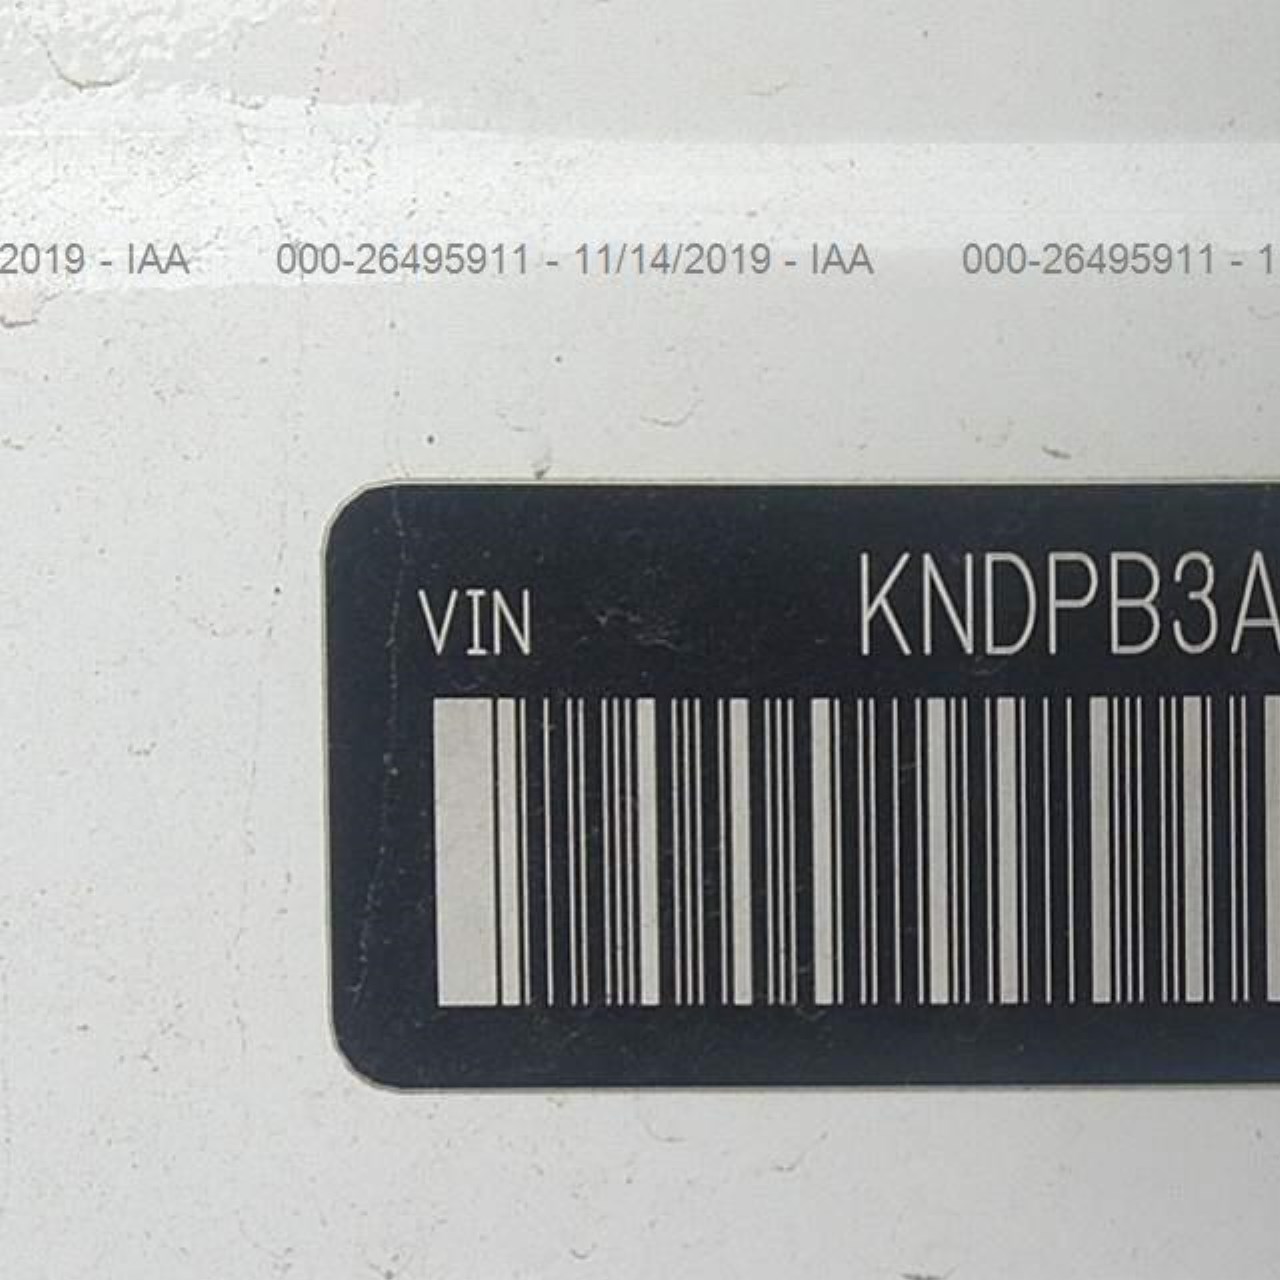 2019 - IAA 000-26495911 - 11/14/2019 - IAA 000-26495911 - 1
VIN KNDPB3A